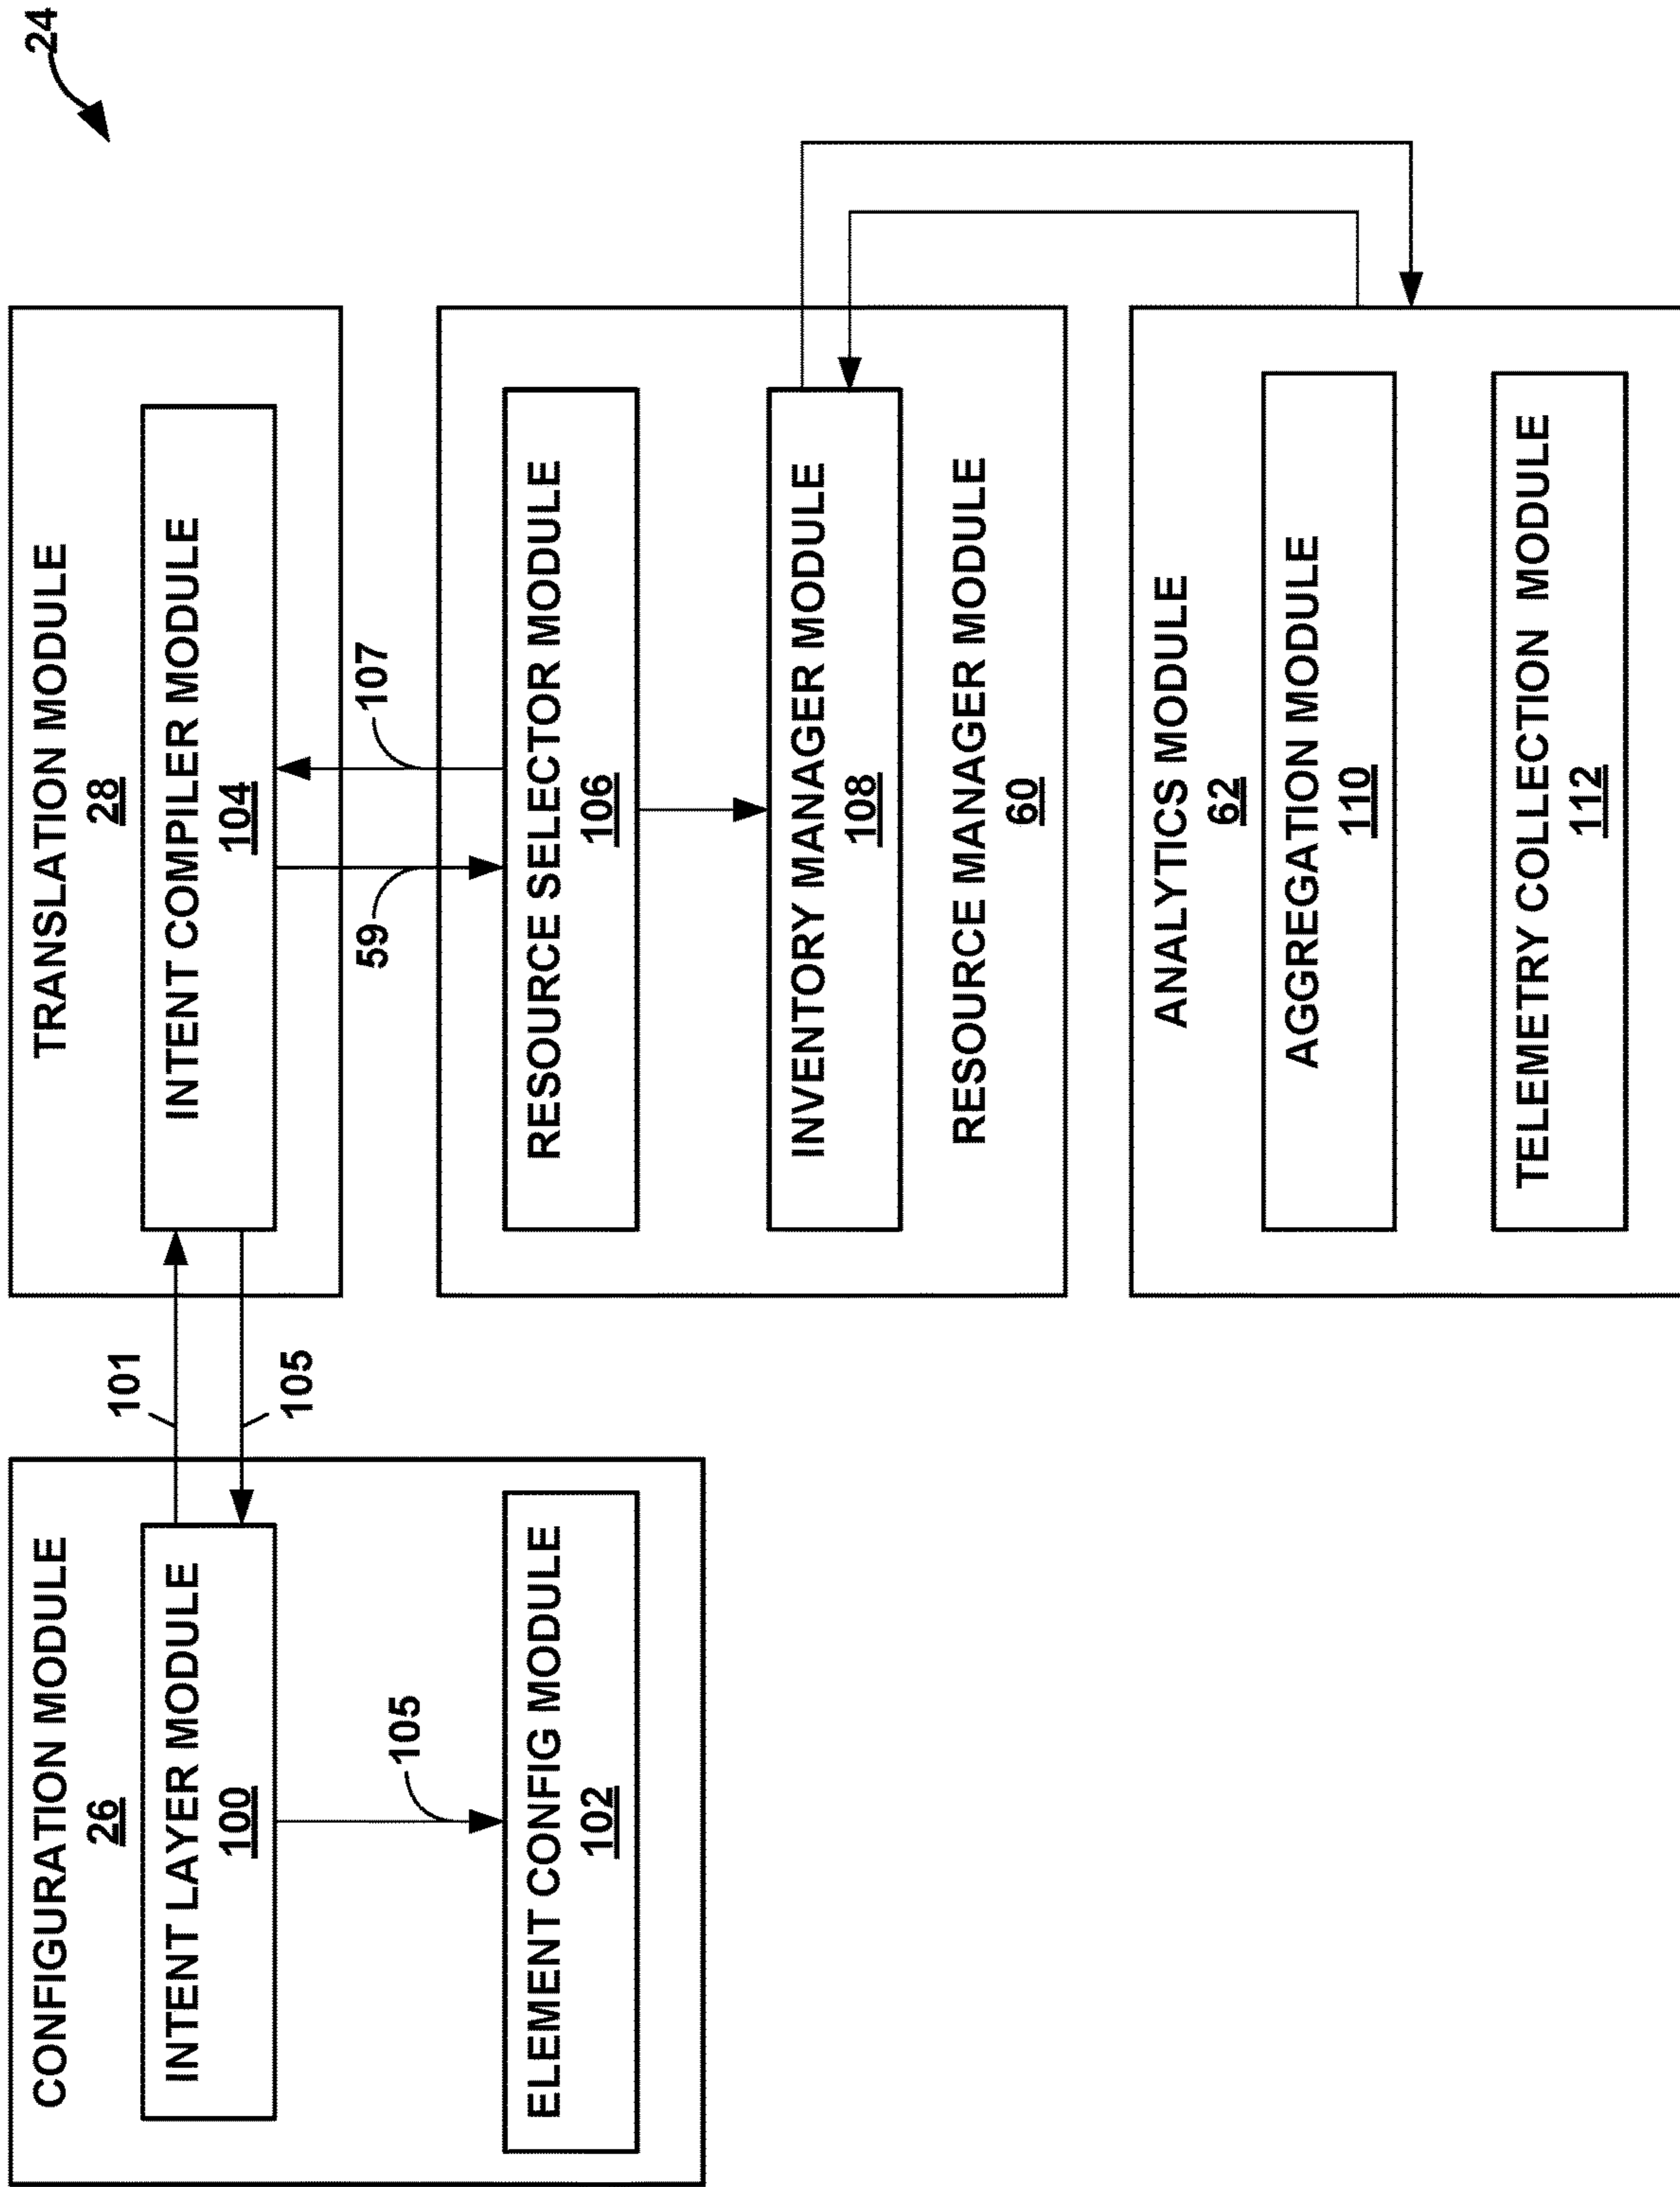 24
CONFIGURATION MODULE
26
INTENT LAYER MODULE
100
105
ELEMENT CONFIG MODULE
102
101
105
TRANSLATION MODULE
28
INTENT COMPILER MODULE
104
59
107
RESOURCE SELECTOR MODULE
106
INVENTORY MANAGER MODULE
108
RESOURCE MANAGER MODULE
60
ANALYTICS MODULE
62
AGGREGATION MODULE
110
TELEMETRY COLLECTION MODULE
112